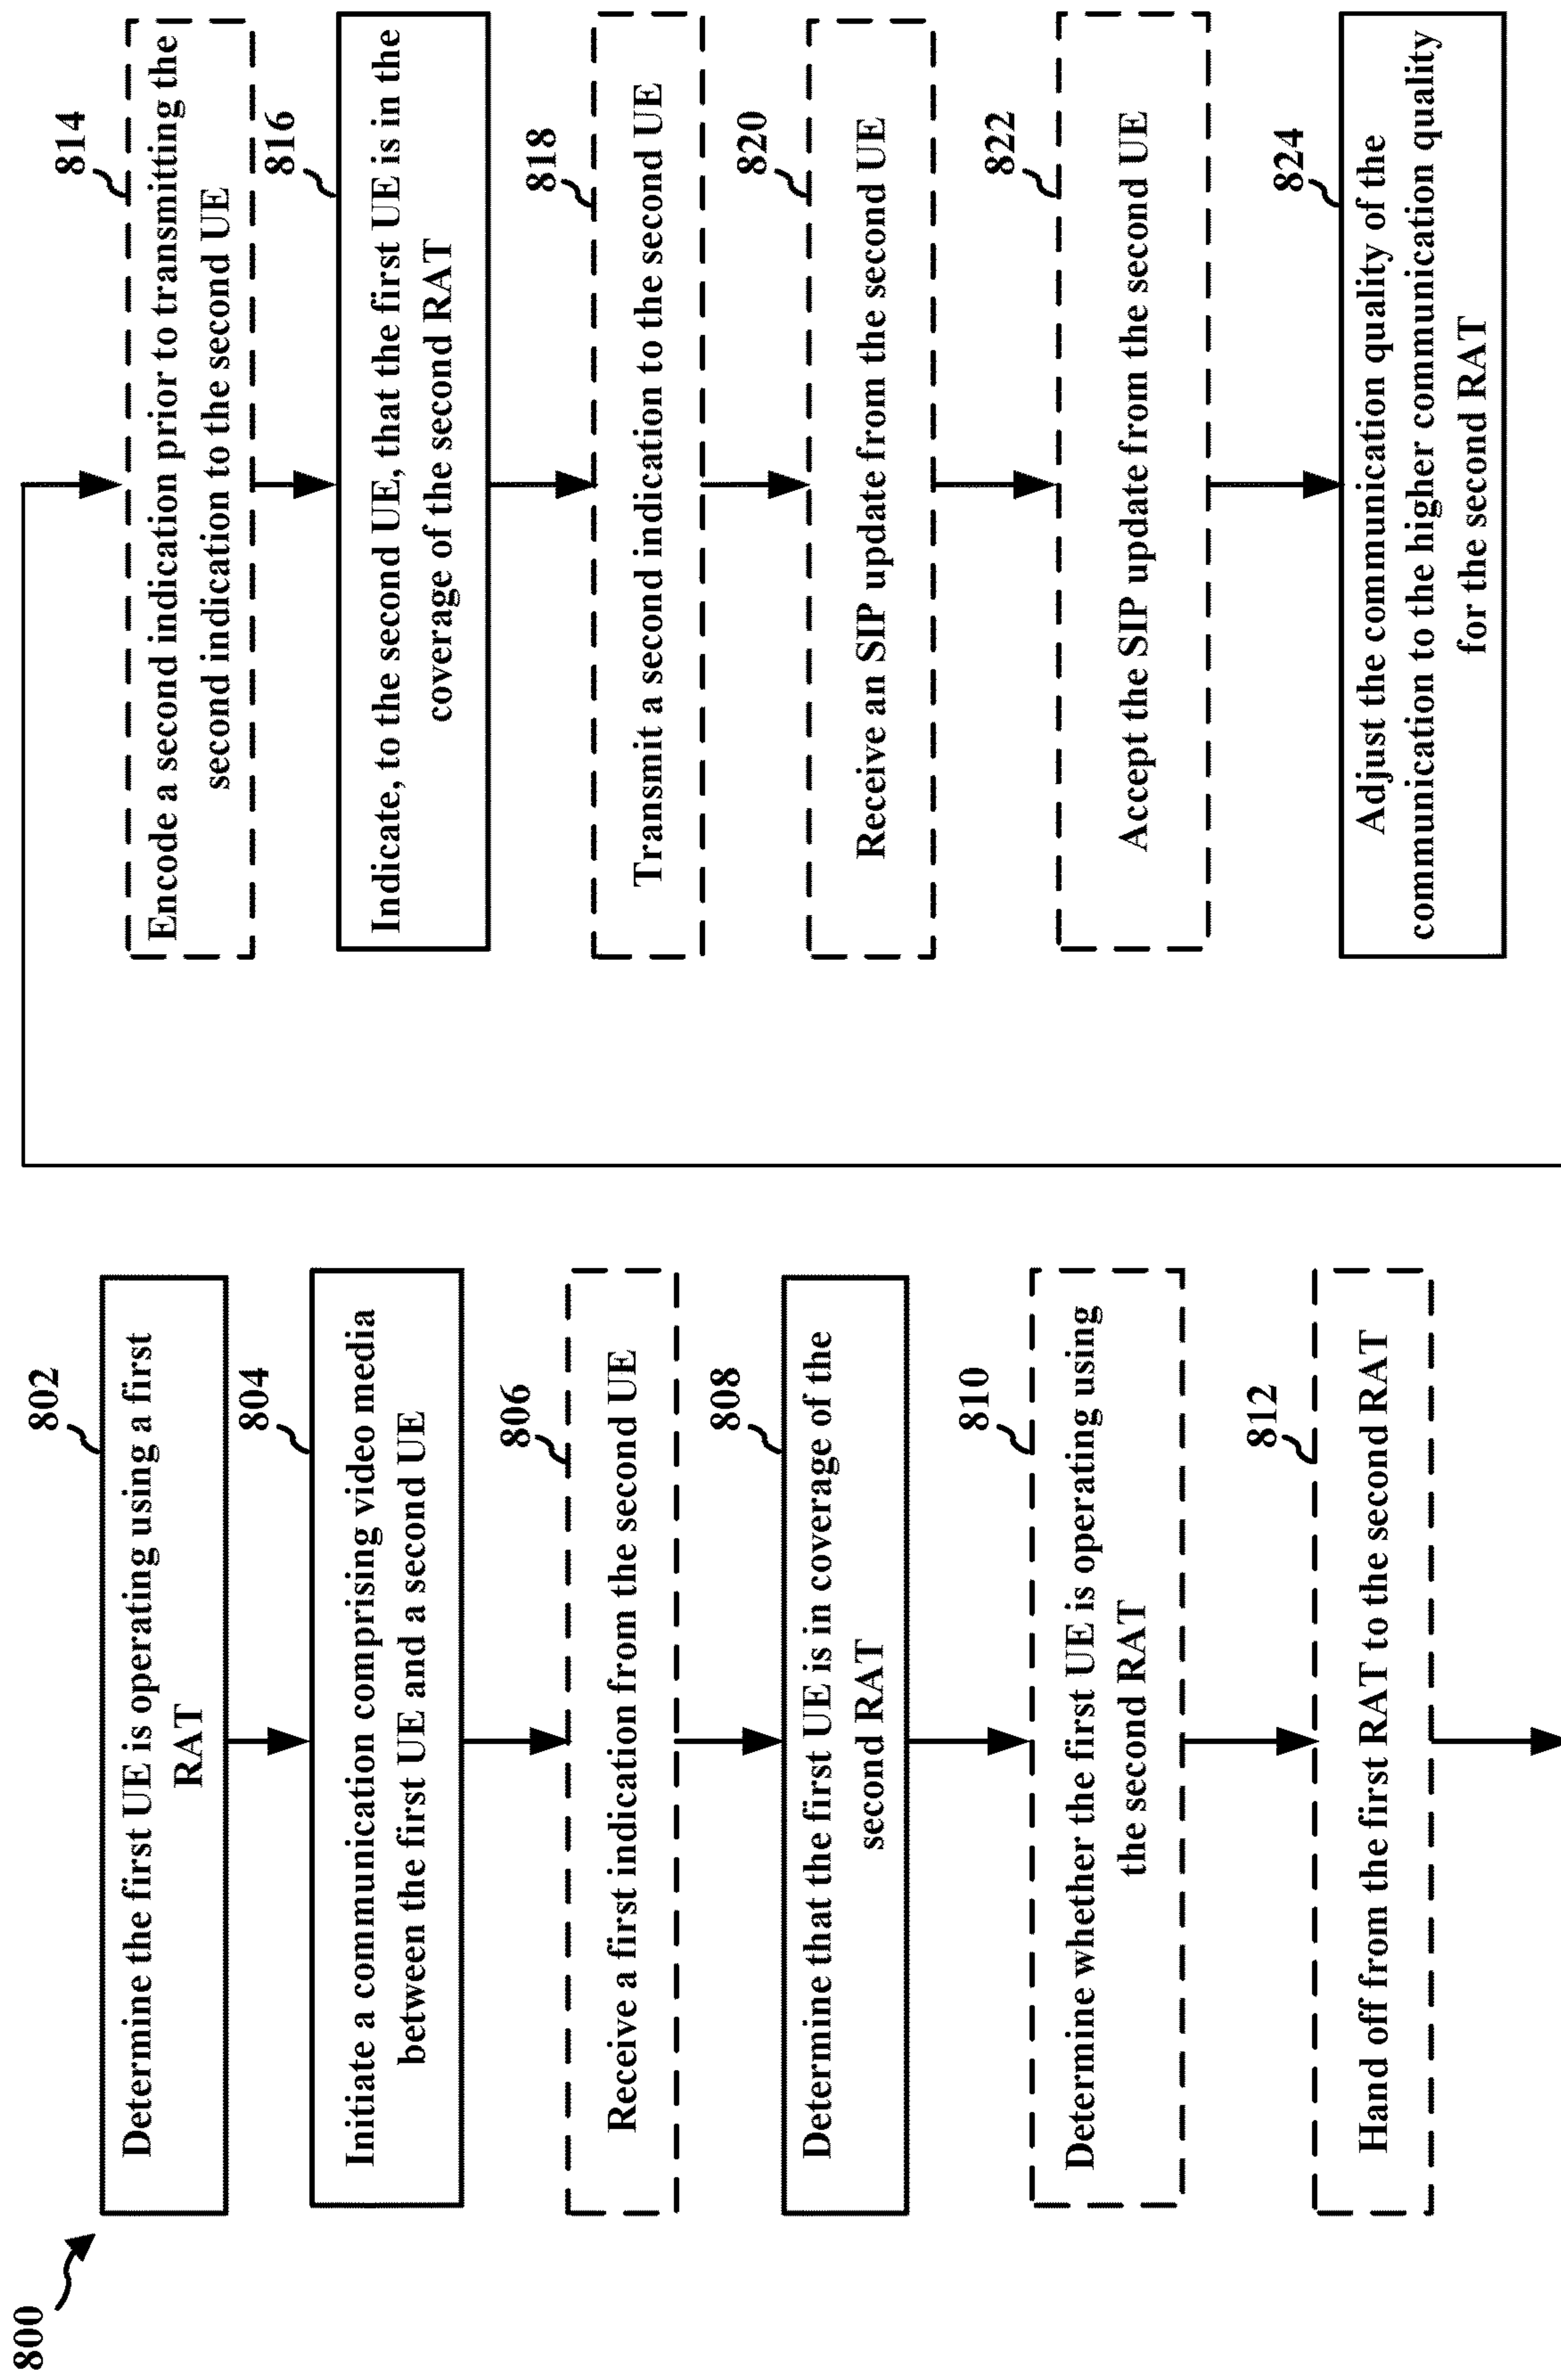 800
802
Determine the first UE is operating using a first
RAT
804
Initiate a communication comprising video media
between the first UE and a second UE
806
Receive a first indication from the second UE
808
Determine that the first UE is in coverage of the
second RAT
810
Determine whether the first UE is operating using
the second RAT
812
Hand off from the first RAT to the second RAT
814
Encode a second indication prior to transmitting the
second indication to the second UE
816
Indicate, to the second UE, that the first UE is in the
coverage of the second RAT
818
Transmit a second indication to the second UE
820
Receive an SIP update from the second UE
822
Accept the SIP update from the second UE
824
Adjust the communication quality of the
communication to the higher communication quality
for the second RAT